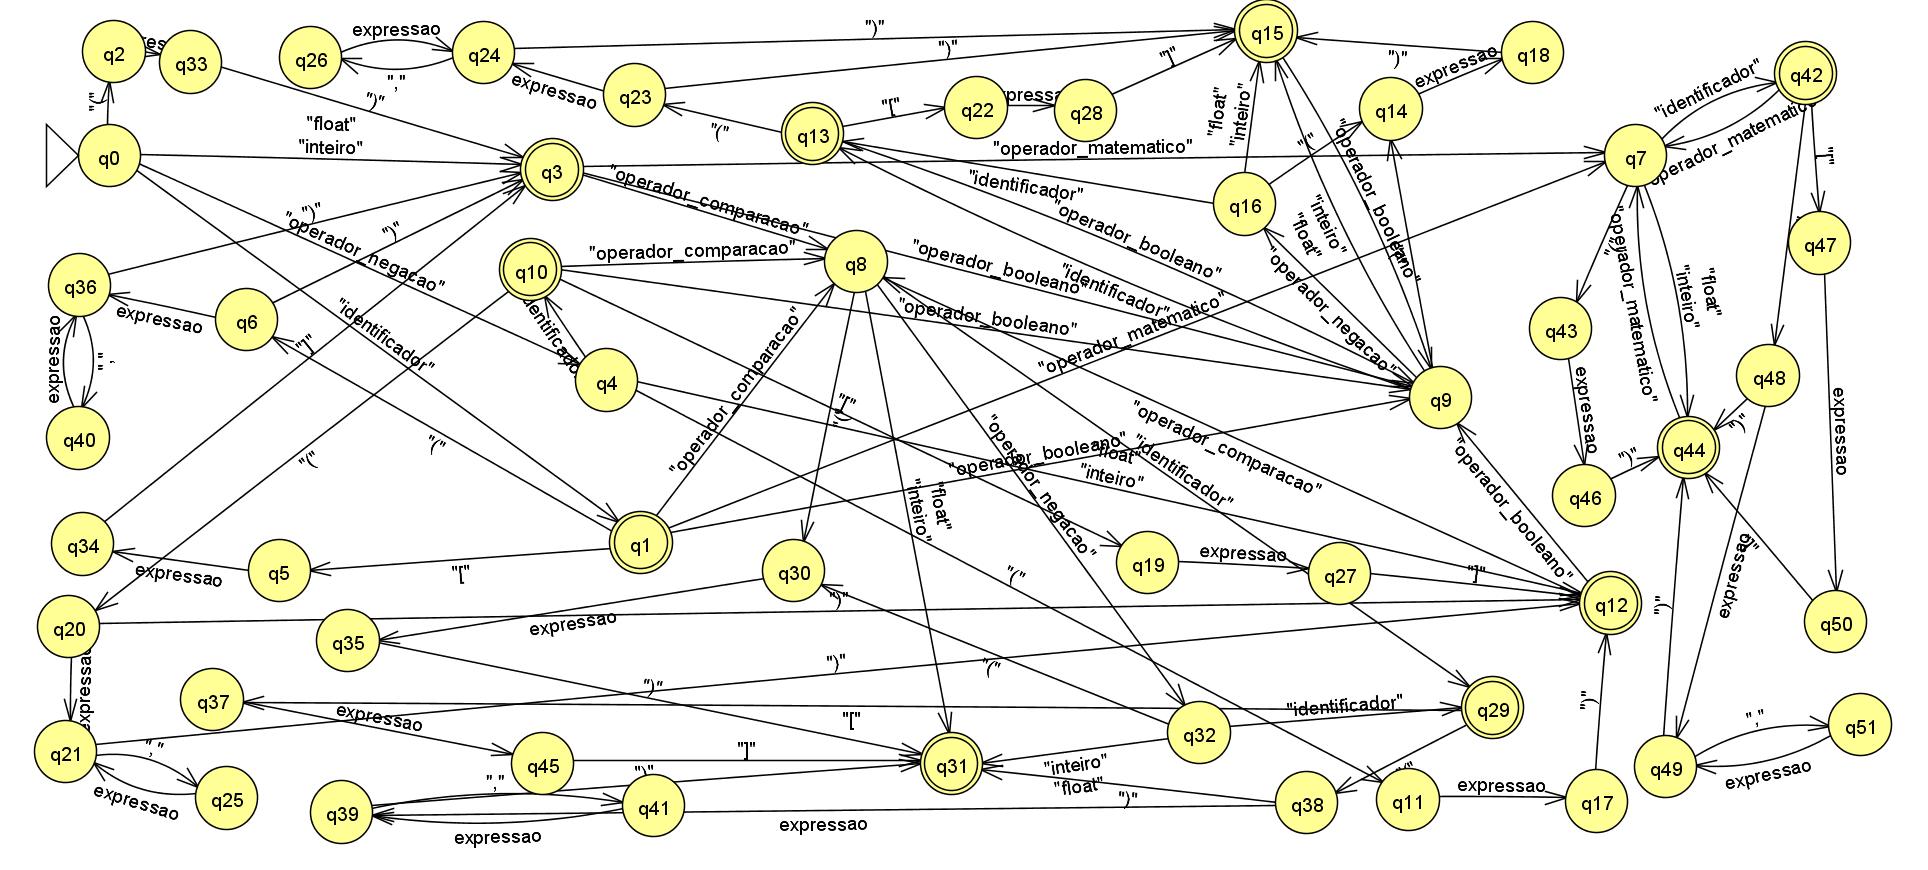 q2
q33
q26
expressao
q24
","
")"
")"
q15
q18
")"
expressao
q42
"identificador"
q23
expressao
"("
q13
"["
q22
q28
"]"
"float"
"inteiro"
q14
q7
q0
"float"
"inteiro"
")"
q3
"operador_matematico"
"identificador"
q16
"("
"operador_booleano"
q47
")"
"operador_negacao"
")"
"operador_comparacao"
q10
"operador_comparacao"
q8
"operador_booleano"
"operador_booleano"
"identificador"
"operador_booleano"
"inteiro"
"float"
"operador_negacao"
q36
q6
expressao
expressao
q40
"identificador"
"]"
q4
"operador_comparacao"
"operador_matematico"
q9
q43
"operador_matematico"
"float"
"inteiro"
q48
expressao
q44
")"
expressao
")"
q46
"("
"("
q34
expressao
q5
"["
q1
"["
"operador_booleano"
"float"
"inteiro"
"operador_comparacao"
"identificador"
"operador_negacao"
"float"
"inteiro"
"operador_booleano"
q19
expressao
q27
"]"
q12
q30
")"
"("
q20
q35
expressao
expressao
q50
"]"
expressao
")"
")"
"("
q37
expressao
"["
"identificador"
q29
q32
q21
","
expressao
q25
q45
"]"
q31
"inteiro"
"float"
")"
q39
","
")"
q41
expressao
expressao
q38
q11
expressao
q17
")"
")"
q49
","
q51
expressao